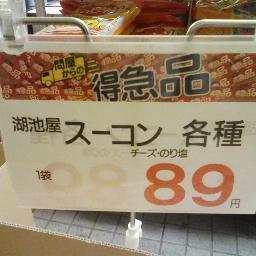 問屋からの
得急品
湖池屋 スーコン 各種
チーズ・のり塩
1袋 89円